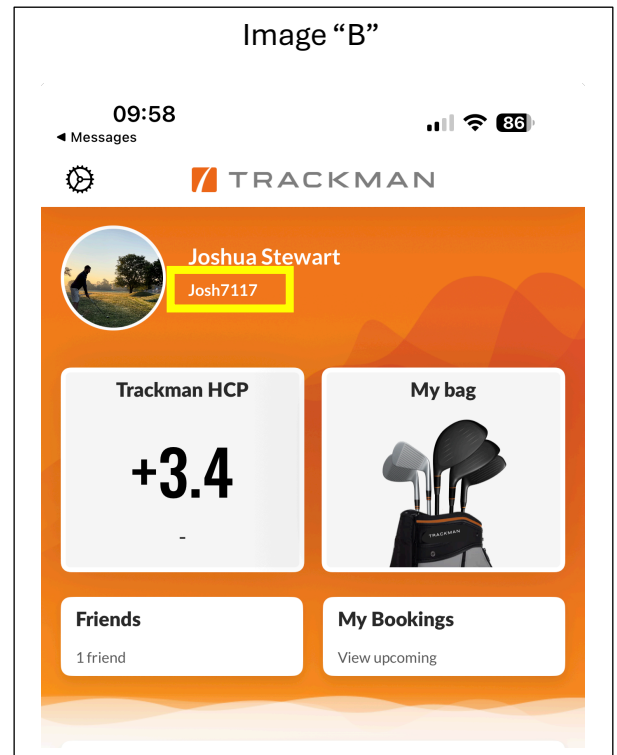 Image “B”
09:58
86
◀ Messages
TRACKMAN
Joshua Stewart
Josh7117
Trackman HCP
My bag
+3.4
-
TRACKMAN
Friends
My Bookings
1 friend
View upcoming